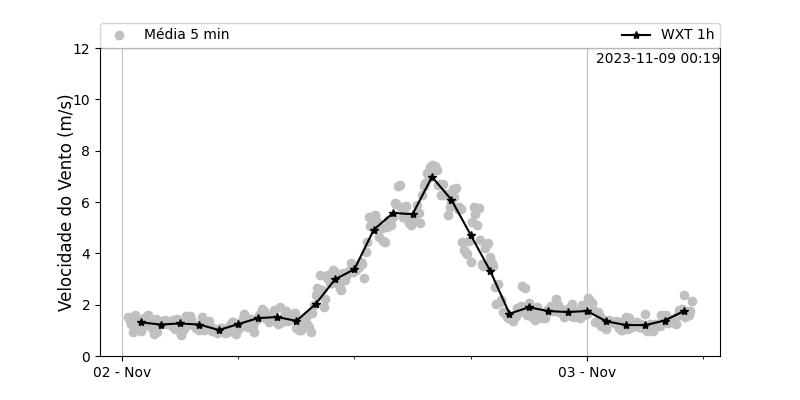 Média 5 min
WXT 1h
2023-11-09 00:19
Velocidade do Vento (m/s)
12
10
8
6
4
2
0
02 - Nov
03 - Nov